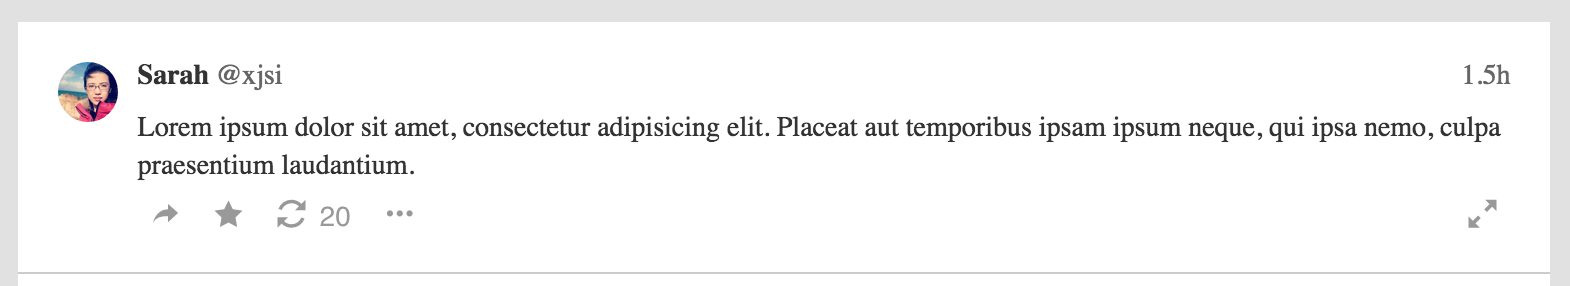 Sarah @xjsi 1.5h
Lorem ipsum dolor sit amet, consectetur adipisicing elit. Placeat aut temporibus ipsam ipsum neque, qui ipsa nemo, culpa
praesentium laudantium.
20